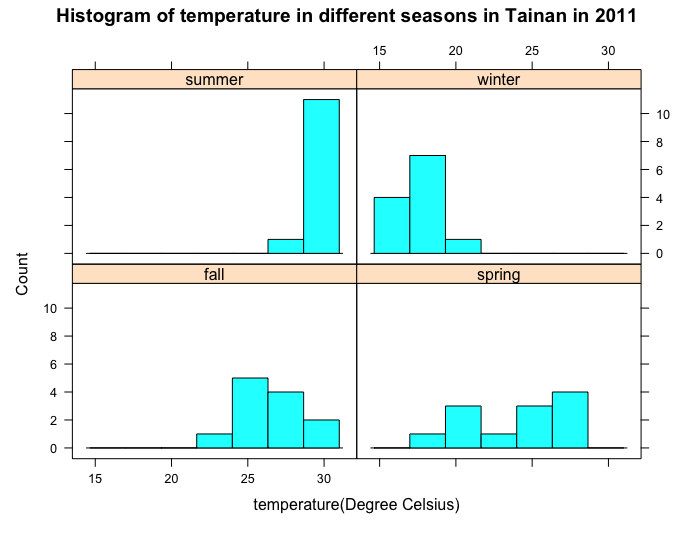 Histogram of temperature in different seasons in Tainan in 2011
15 20 25 30
summer winter
10
8
6
4
2
0
Count
fall spring
10
8
6
4
2
0
15 20 25 30
temperature(Degree Celsius)